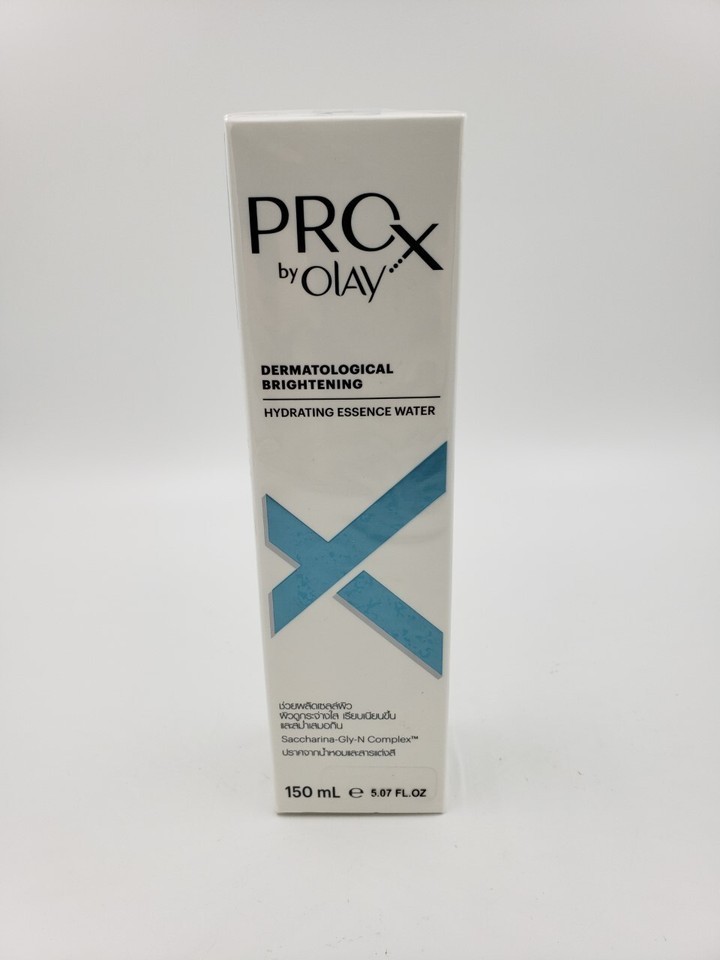 PROX
by OLAY
DERMATOLOGICAL
BRIGHTENING
HYDRATING ESSENCE WATER
ช่วยผลัดเซลล์ผิว
ผิวดูกระจ่างใส เรียบเนียนขึ้น
และสม่ำเสมอกัน
Saccharina-Gly-N Complex™
ปราศจากน้ำหอมและสารแต่งสี
150 mL ℮ 5.07 FL.OZ